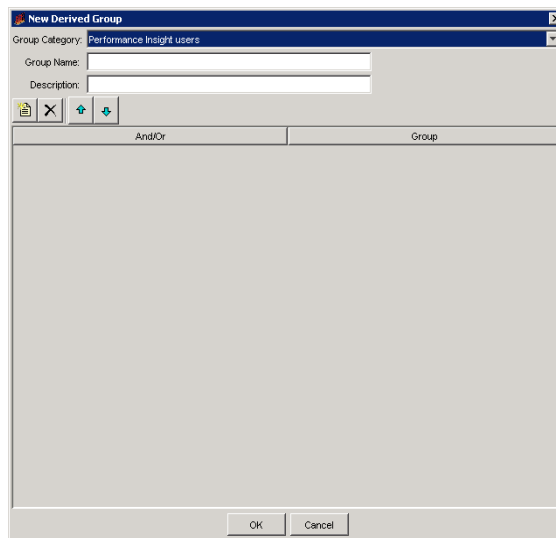 New Derived Group
Group Category: Performance Insight users
Group Name:
Description:
And/Or Group
OK Cancel